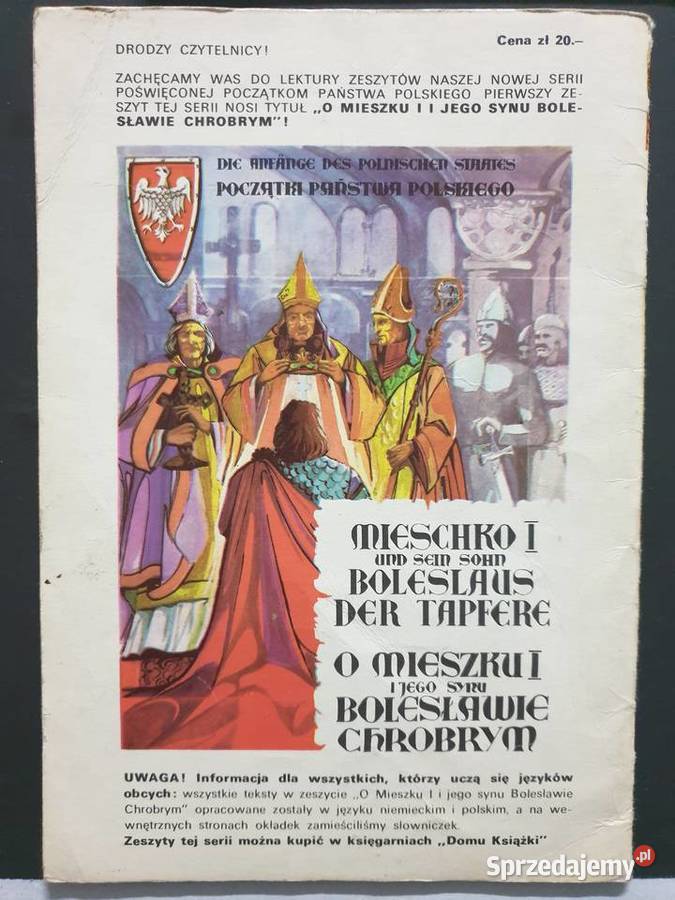 Cena zł 20.—
DRODZY CZYTELNICY!
ZACHĘCAMY WAS DO LEKTURY ZESZYTÓW NASZEJ NOWEJ SERII
POŚWIĘCONEJ POCZĄTKOM PAŃSTWA POLSKIEGO PIERWSZY ZE-
SZYT TEJ SERII NOSI TYTUŁ „O MIESZKU I I JEGO SYNU BOLE-
SŁAWIE CHROBRYM”!
DIE ANFÄNGE DES POLNISCHEN STAATES
POCZĄTKI PAŃSTWA POLSKIEGO
MIESCHKO I
UND SEIN SOHN
BOLESLAUS
DER TAPFERE
O MIESZKU I
I JEGO SYNU
BOLESŁAWIE
CHROBRYM
UWAGA! Informacja dla wszystkich, którzy uczą się języków
obcych: wszystkie teksty w zeszycie „O Mieszku I i jego synu Bolesławie
Chrobrym” opracowane zostały w języku niemieckim i polskim, a na we-
wnętrznych stronach okładek zamieściliśmy słowniczek.
Zeszyty tej serii można kupić w księgarniach „Domu Książki”
Sprzedajemy.pl